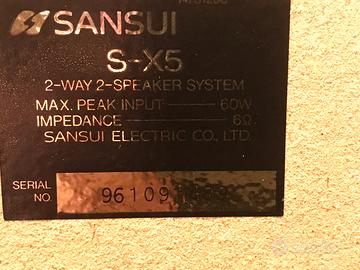 SANSUI
S-X5
2-WAY 2-SPEAKER SYSTEM
MAX. PEAK INPUT 60W
IMPEDANCE 6Ω
SANSUI ELECTRIC CO., LTD.
SERIAL
NO.
96109